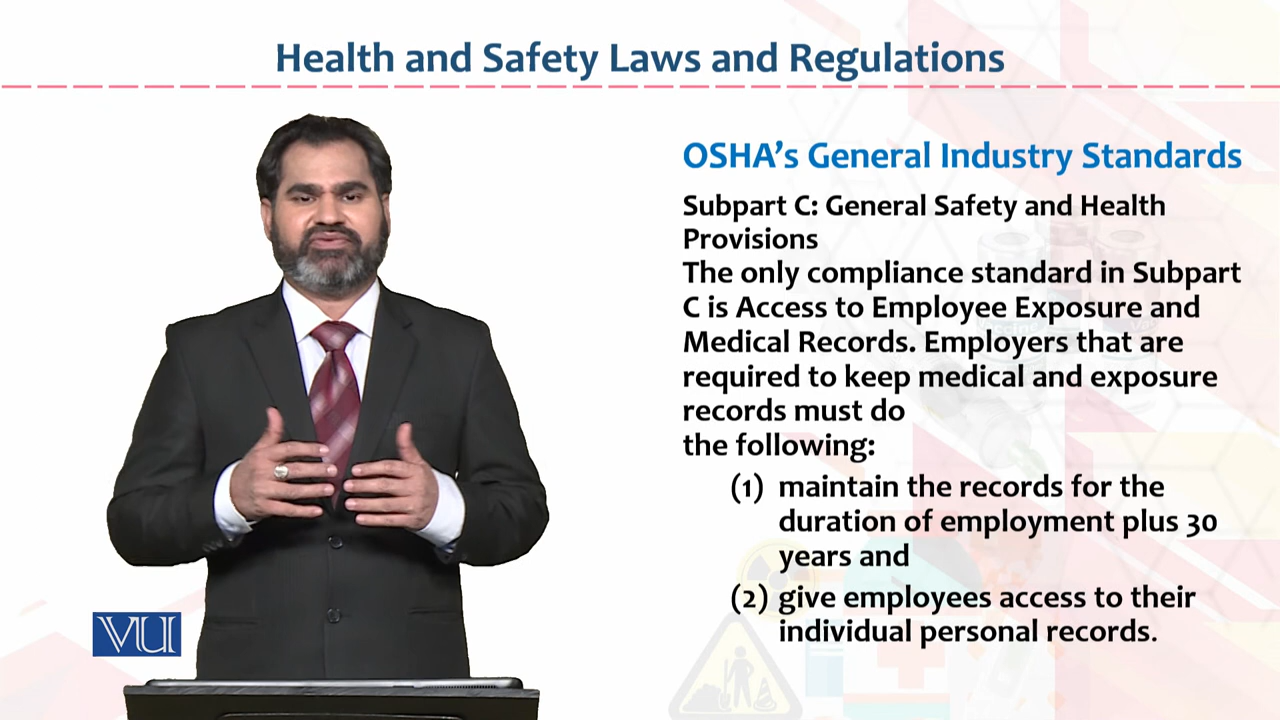 Health and Safety Laws and Regulations
OSHA's General Industry Standards
Subpart C: General Safety and Health
Provisions
The only compliance standard in Subpart
C is Access to Employee Exposure and
Medical Records. Employers that are
required to keep medical and exposure
records must do
the following:
(1) maintain the records for the
duration of employment plus 30
years and
(2) give employees access to their
individual personal records.
VU